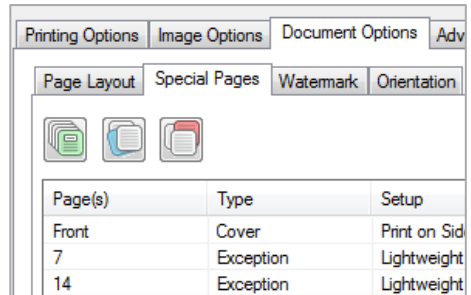 Printing Options Image Options Document Options Adv
Page Layout Special Pages Watermark Orientation
Page(s) Type Setup
Front Cover Print on Sid
7 Exception Lightweight
14 Exception Lightweight